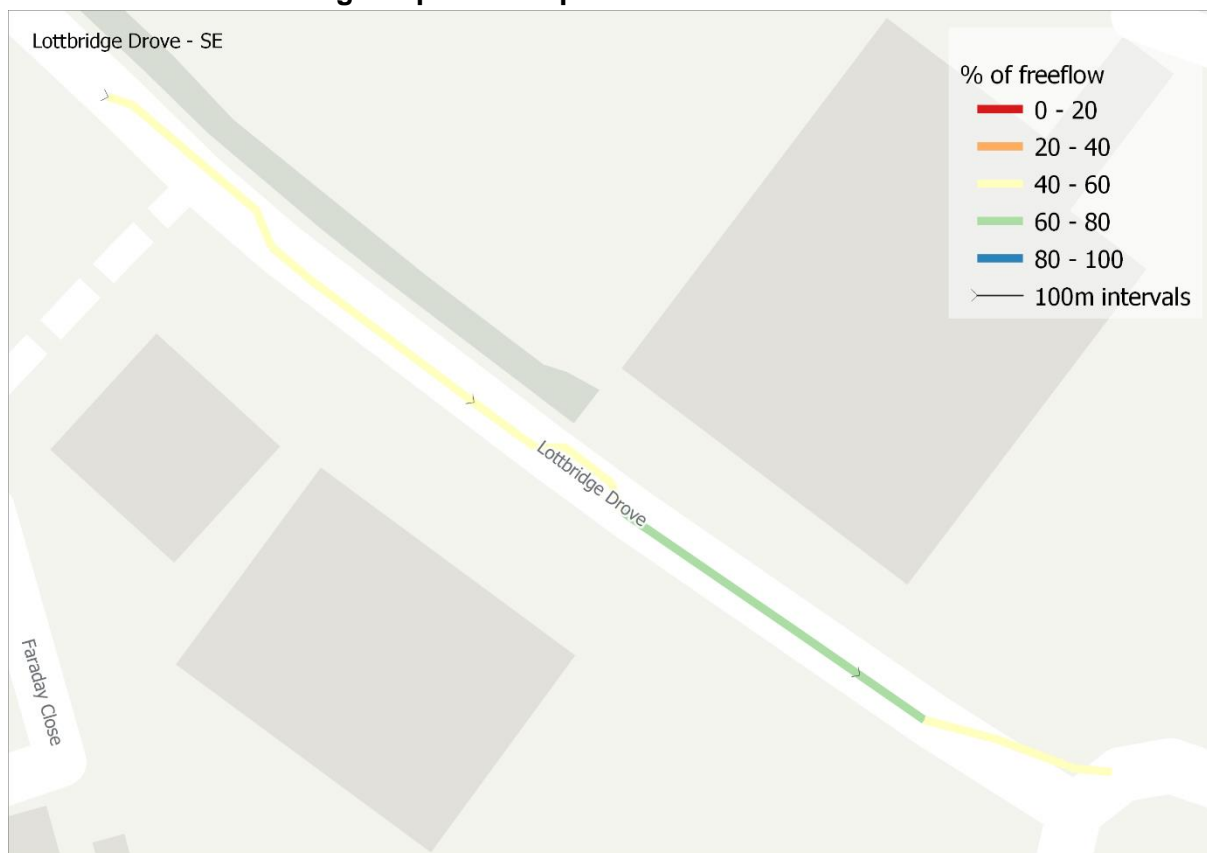 Lottbridge Drove - SE
% of freeflow
0 - 20
20 - 40
40 - 60
60 - 80
80 - 100
100m intervals
Lottbridge Drove
Faraday Close